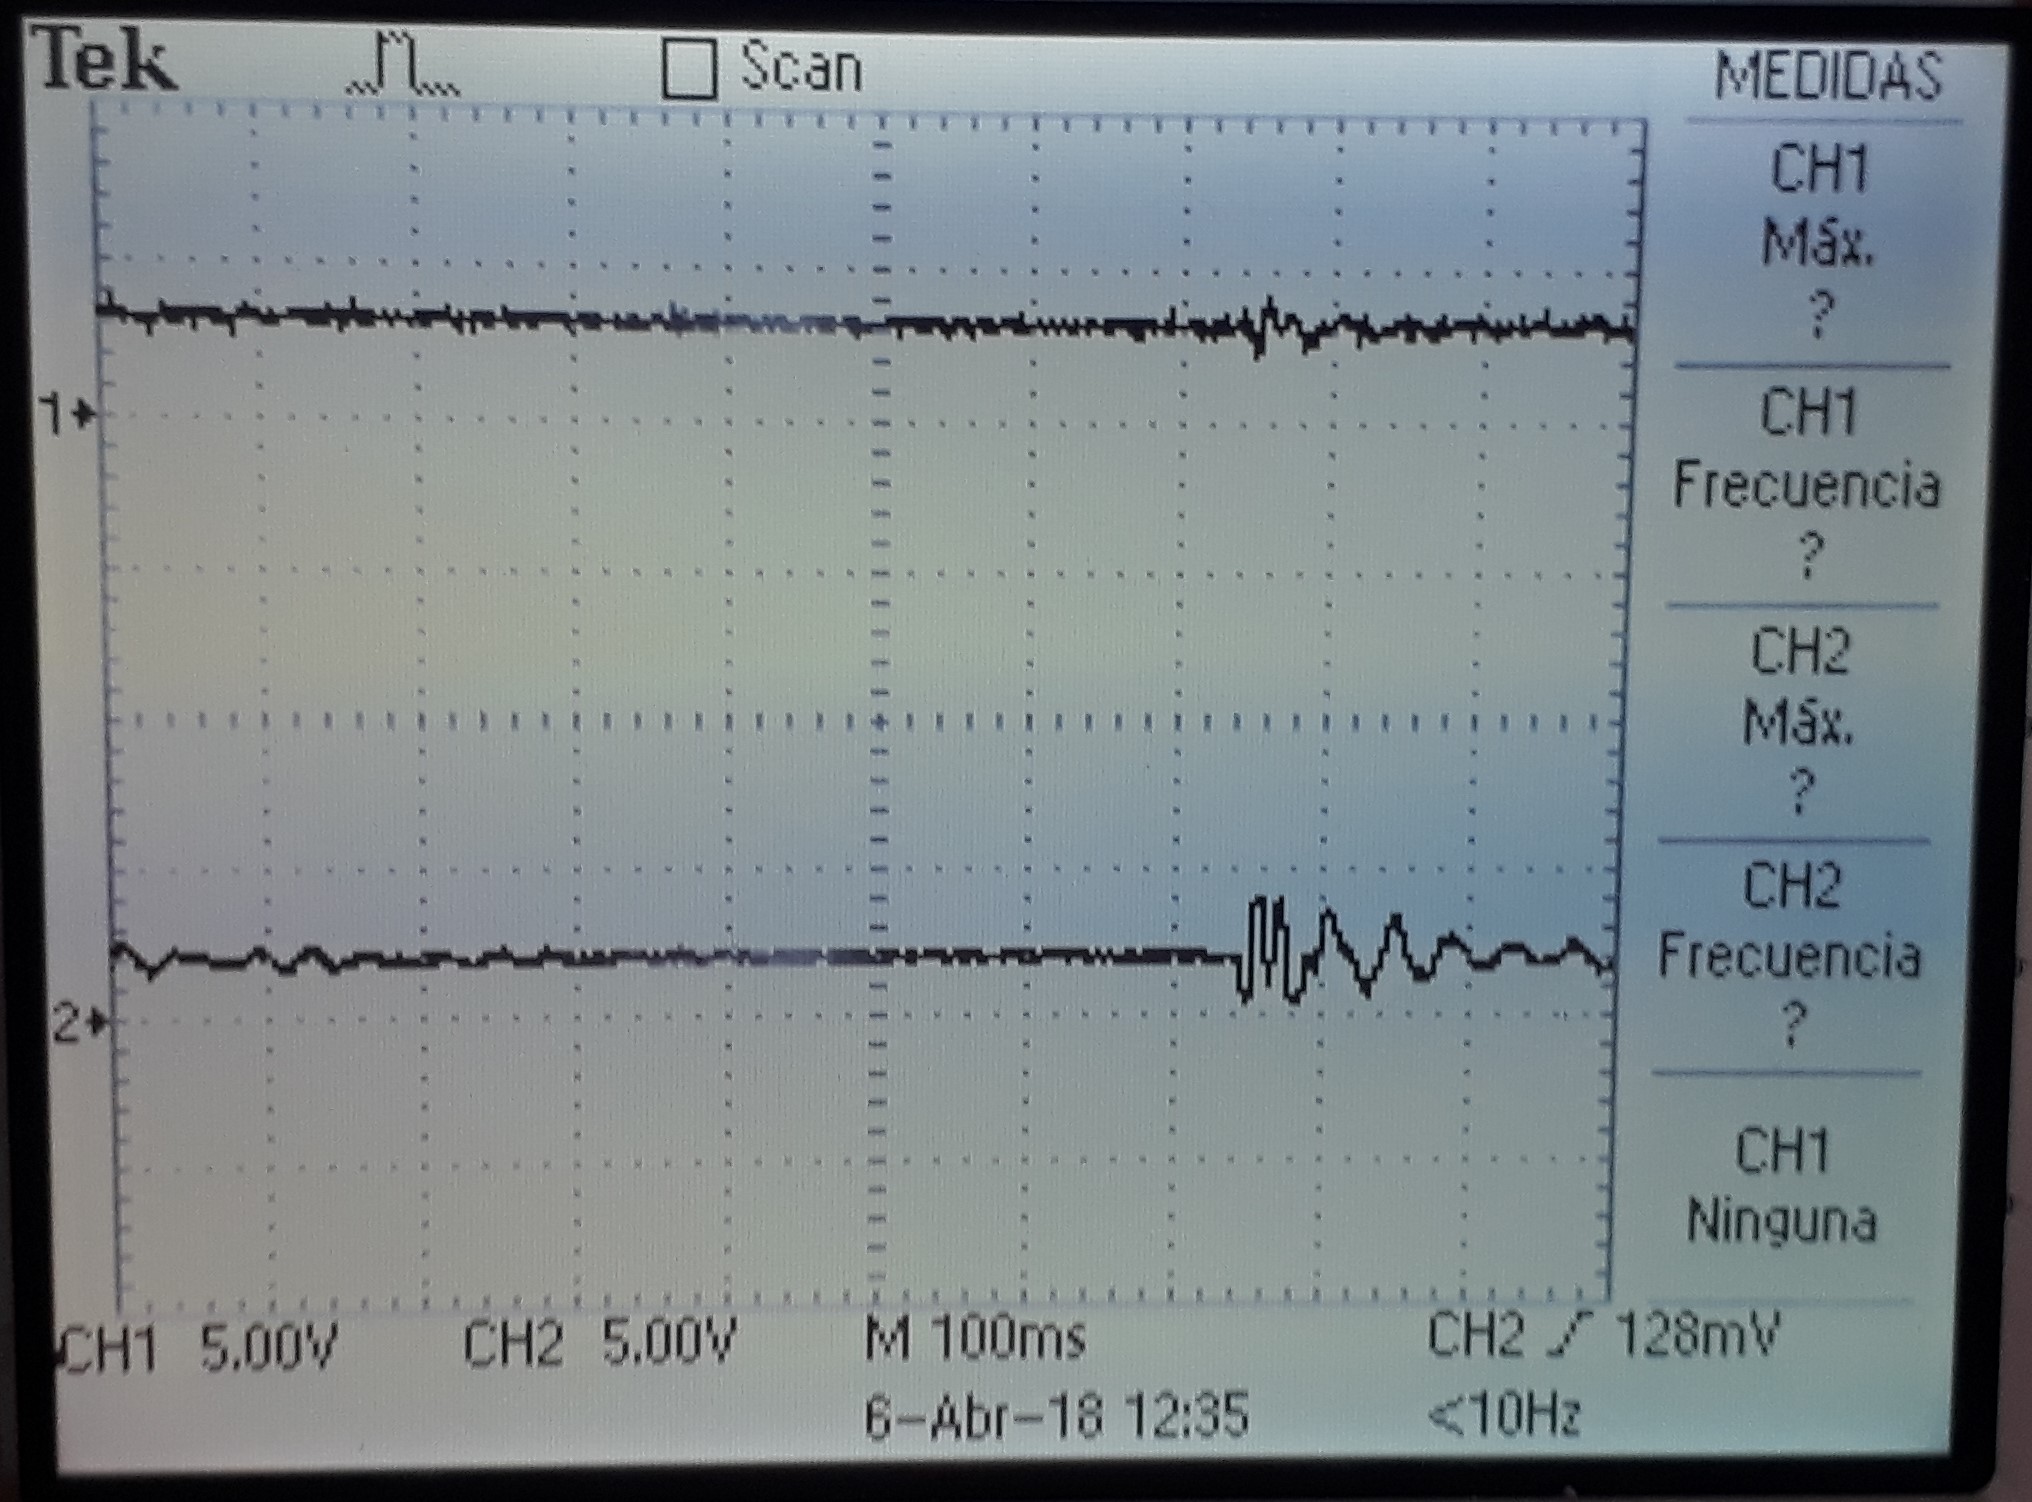 Tek Scan
MEDIDAS
CH1
Máx.
?
CH1
Frecuencia
?
CH2
Máx.
?
CH2
Frecuencia
?
CH1
Ninguna
1
2
CH1 5.00V CH2 5.00V M 100ms CH2 128mV
6-Abr-18 12:35 <10Hz